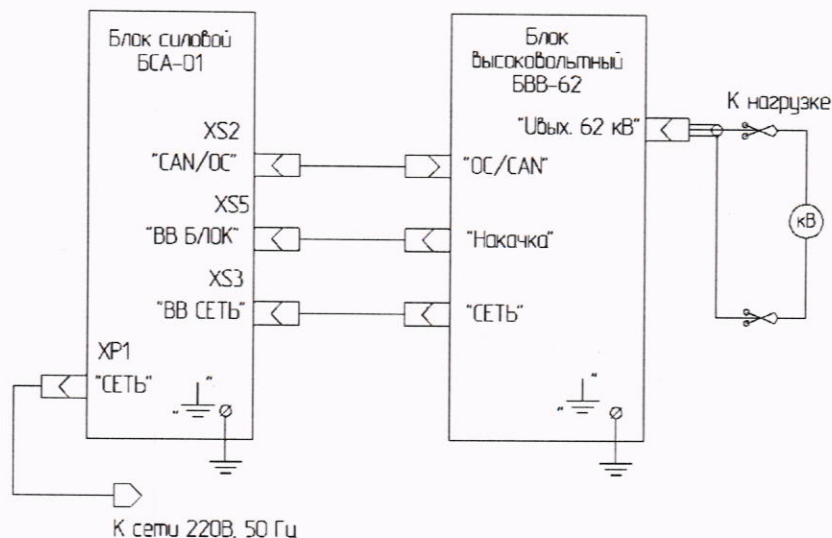 Блок силовой
БСА-01
XS2
"CAN/ОС"
XS5
"ВВ БЛОК"
XS3
"ВВ СЕТЬ"
XP1
"СЕТЬ"
" "
К сети 220В, 50 Гц
Блок
высоковольтный
БВВ-62
"Uвых. 62 кВ"
"ОС/CAN"
"Накачка"
"СЕТЬ"
" "
К нагрузке
кВ